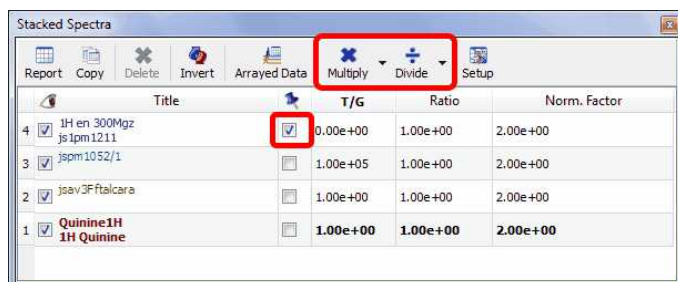 Stacked Spectra
Report Copy Delete Invert Arrayed Data Multiply Divide Setup
Title T/G Ratio Norm. Factor
4 1H en 300Mgz 0.00e+00 1.00e+00 2.00e+00
js1pm1211
3 jspm1052/1 1.00e+05 1.00e+00 2.00e+00
2 jsav3Fftalcara 1.00e+00 1.00e+00 2.00e+00
1 Quinine1H 1.00e+00 1.00e+00 2.00e+00
1H Quinine